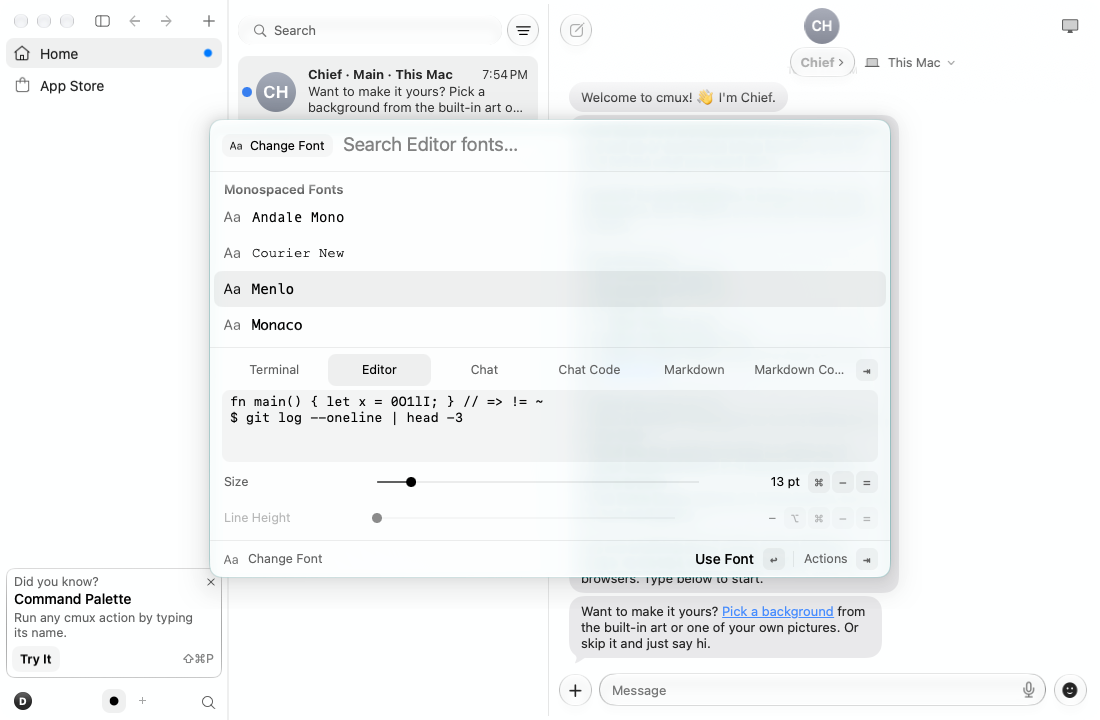 Home
App Store
Search
Chief · Main · This Mac 7:54 PM
Want to make it yours? Pick a
background from the built-in art o...
CH
CH
Chief
This Mac
Welcome to cmux! 👋 I'm Chief.
Aa Change Font
Search Editor fonts...
Monospaced Fonts
Aa Andale Mono
Aa Courier New
Aa Menlo
Aa Monaco
Terminal Editor Chat Chat Code Markdown Markdown Co... ⇥
fn main() { let x = 0O1lI; } // => != ~
$ git log --oneline | head -3
Size 13 pt ⌘ − =
Line Height – ⌥ ⌘ − =
Aa Change Font Use Font ↩ Actions ⇥
browsers. Type below to start.
Want to make it yours? Pick a background from
the built-in art or one of your own pictures. Or
skip it and just say hi.
Message
Did you know?
Command Palette
Run any cmux action by typing
its name.
Try It ⇧⌘P
D